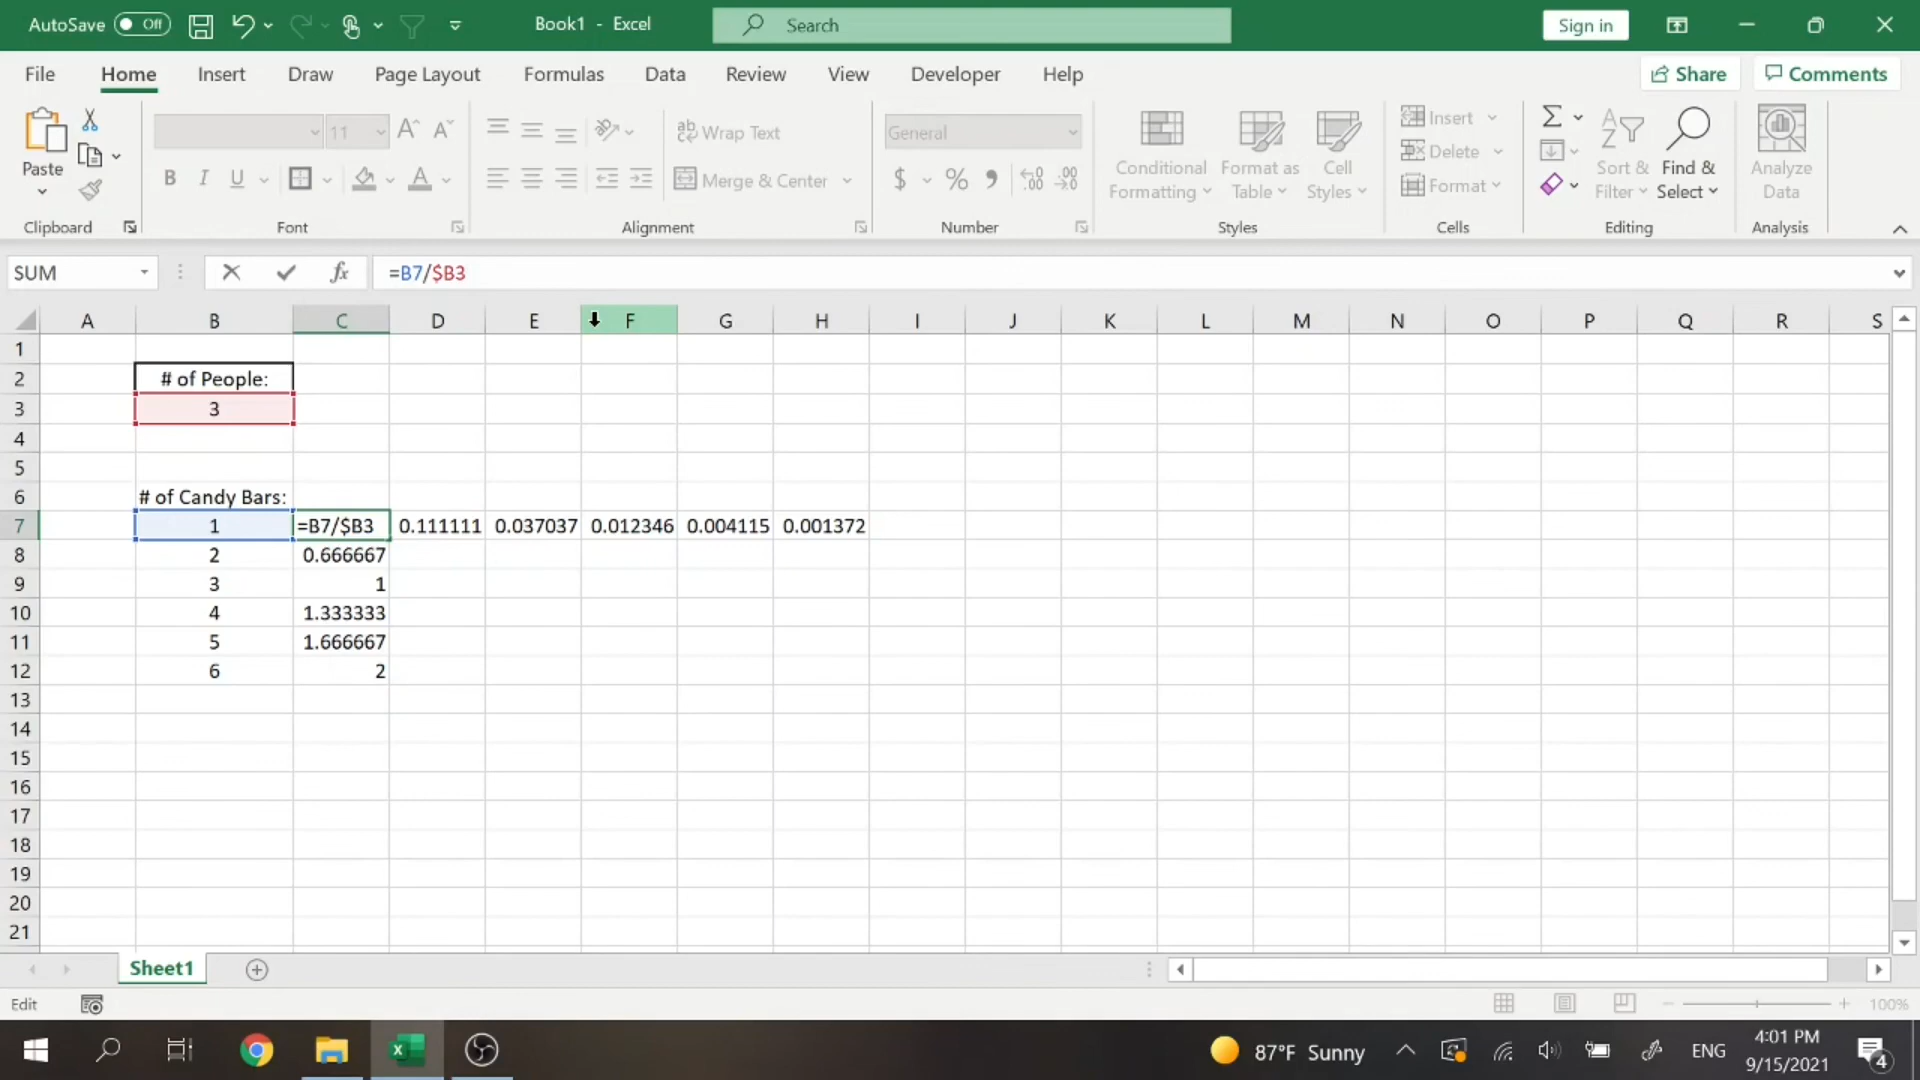 AutoSave Off Book1 - Excel Search Sign in
File Home Insert Draw Page Layout Formulas Data Review View Developer Help Share Comments
Paste
Clipboard
11
B I U
Font
ab Wrap Text
Merge & Center
Alignment
General
$ % 9 .00
Number
Conditional Formatting
Format as Table
Cell Styles
Styles
Insert
Delete
Format
Cells
Sort & Filter
Find & Select
Editing
Analyze Data
Analysis
SUM fx =B7/$B3
A B C D E F G H I J K L M N O P Q R S
1
2 # of People:
3 3
4
5
6 # of Candy Bars:
7 1 =B7/$B3 0.111111 0.037037 0.012346 0.004115 0.001372
8 2 0.666667
9 3 1
10 4 1.333333
11 5 1.666667
12 6 2
13
14
15
16
17
18
19
20
21
Sheet1
Edit 100%
87°F Sunny ENG 4:01 PM
9/15/2021 4